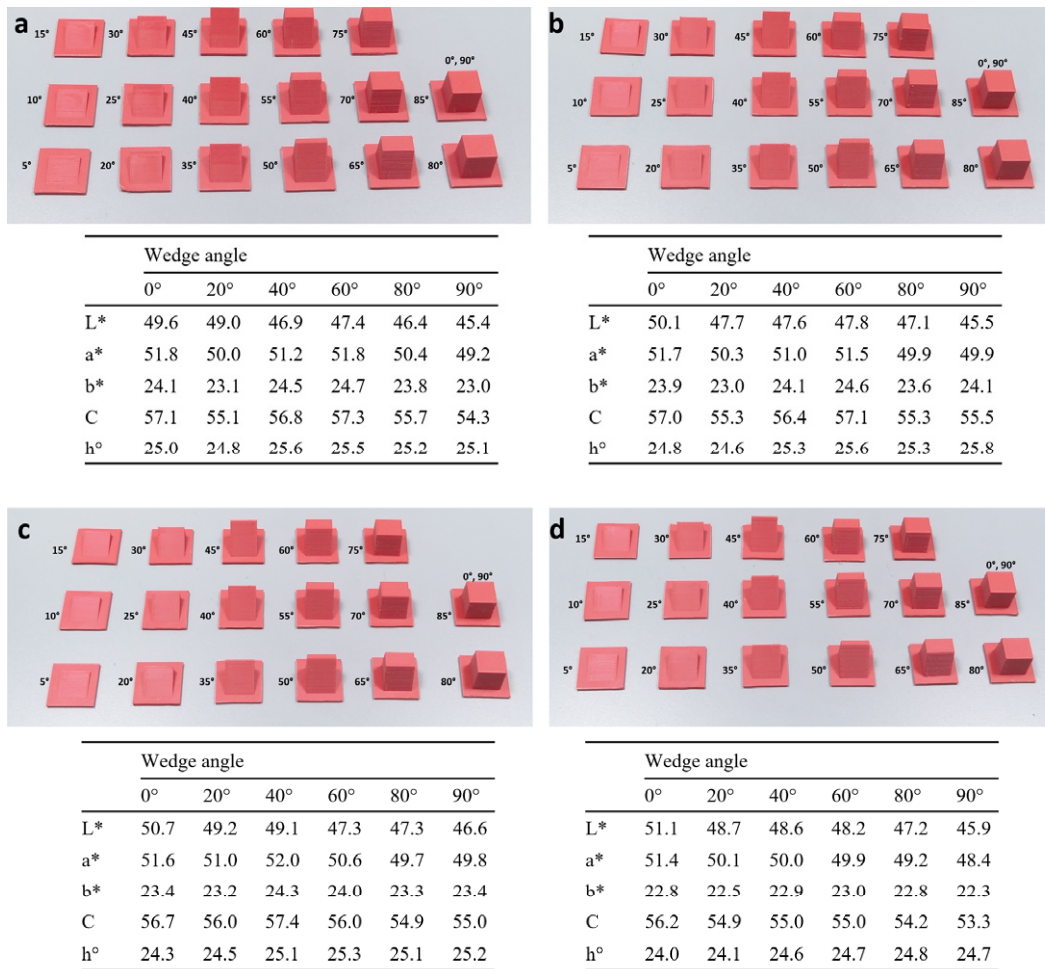 a
15° 30° 45° 60° 75°
0°, 90°
10° 25° 40° 55° 70° 85°
5° 20° 35° 50° 65° 80°
Wedge angle
0° 20° 40° 60° 80° 90°
L* 49.6 49.0 46.9 47.4 46.4 45.4
a* 51.8 50.0 51.2 51.8 50.4 49.2
b* 24.1 23.1 24.5 24.7 23.8 23.0
C 57.1 55.1 56.8 57.3 55.7 54.3
h° 25.0 24.8 25.6 25.5 25.2 25.1
b
15° 30° 45° 60° 75°
0°, 90°
10° 25° 40° 55° 70° 85°
5° 20° 35° 50° 65° 80°
Wedge angle
0° 20° 40° 60° 80° 90°
L* 50.1 47.7 47.6 47.8 47.1 45.5
a* 51.7 50.3 51.0 51.5 49.9 49.9
b* 23.9 23.0 24.1 24.6 23.6 24.1
C 57.0 55.3 56.4 57.1 55.3 55.5
h° 24.8 24.6 25.3 25.6 25.3 25.8
c
15° 30° 45° 60° 75°
0°, 90°
10° 25° 40° 55° 70° 85°
5° 20° 35° 50° 65° 80°
Wedge angle
0° 20° 40° 60° 80° 90°
L* 50.7 49.2 49.1 47.3 47.3 46.6
a* 51.6 51.0 52.0 50.6 49.7 49.8
b* 23.4 23.2 24.3 24.0 23.3 23.4
C 56.7 56.0 57.4 56.0 54.9 55.0
h° 24.3 24.5 25.1 25.3 25.1 25.2
d
15° 30° 45° 60° 75°
0°, 90°
10° 25° 40° 55° 70° 85°
5° 20° 35° 50° 65° 80°
Wedge angle
0° 20° 40° 60° 80° 90°
L* 51.1 48.7 48.6 48.2 47.2 45.9
a* 51.4 50.1 50.0 49.9 49.2 48.4
b* 22.8 22.5 22.9 23.0 22.8 22.3
C 56.2 54.9 55.0 55.0 54.2 53.3
h° 24.0 24.1 24.6 24.7 24.8 24.7